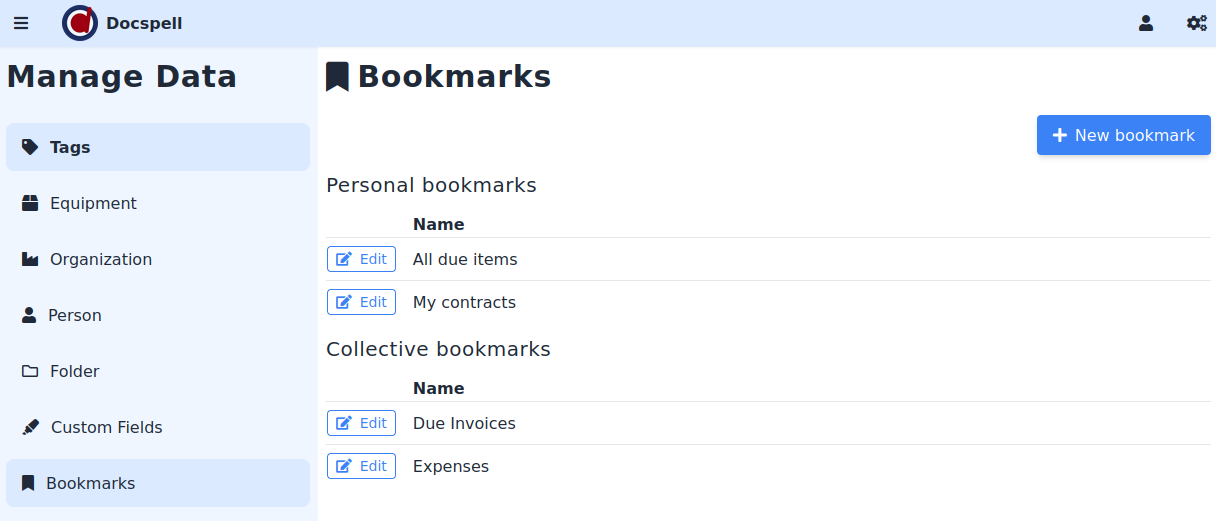 Docspell
Manage Data
Tags
Equipment
Organization
Person
Folder
Custom Fields
Bookmarks
Bookmarks
New bookmark
Personal bookmarks
Name
Edit All due items
Edit My contracts
Collective bookmarks
Name
Edit Due Invoices
Edit Expenses